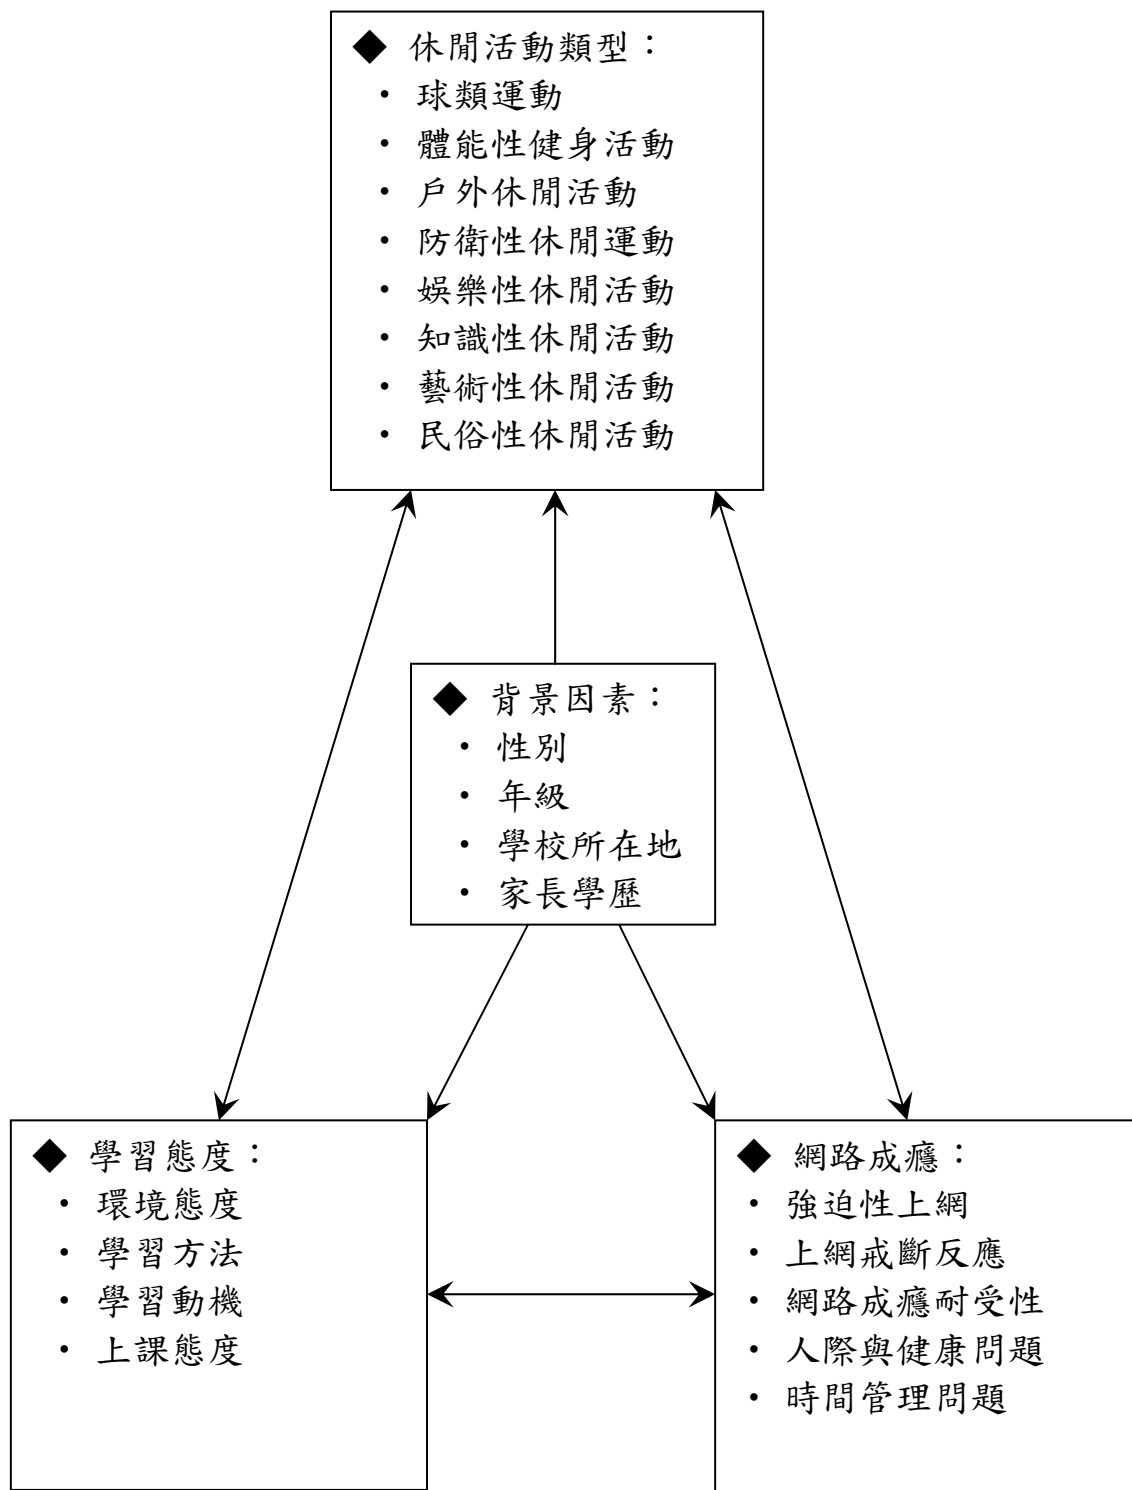 ◆ 休閒活動類型：
・ 球類運動
・ 體能性健身活動
・ 戶外休閒活動
・ 防衛性休閒運動
・ 娛樂性休閒活動
・ 知識性休閒活動
・ 藝術性休閒活動
・ 民俗性休閒活動
◆ 背景因素：
・ 性別
・ 年級
・ 學校所在地
・ 家長學歷
◆ 學習態度：
・ 環境態度
・ 學習方法
・ 學習動機
・ 上課態度
◆ 網路成癮：
・ 強迫性上網
・ 上網戒斷反應
・ 網路成癮耐受性
・ 人際與健康問題
・ 時間管理問題